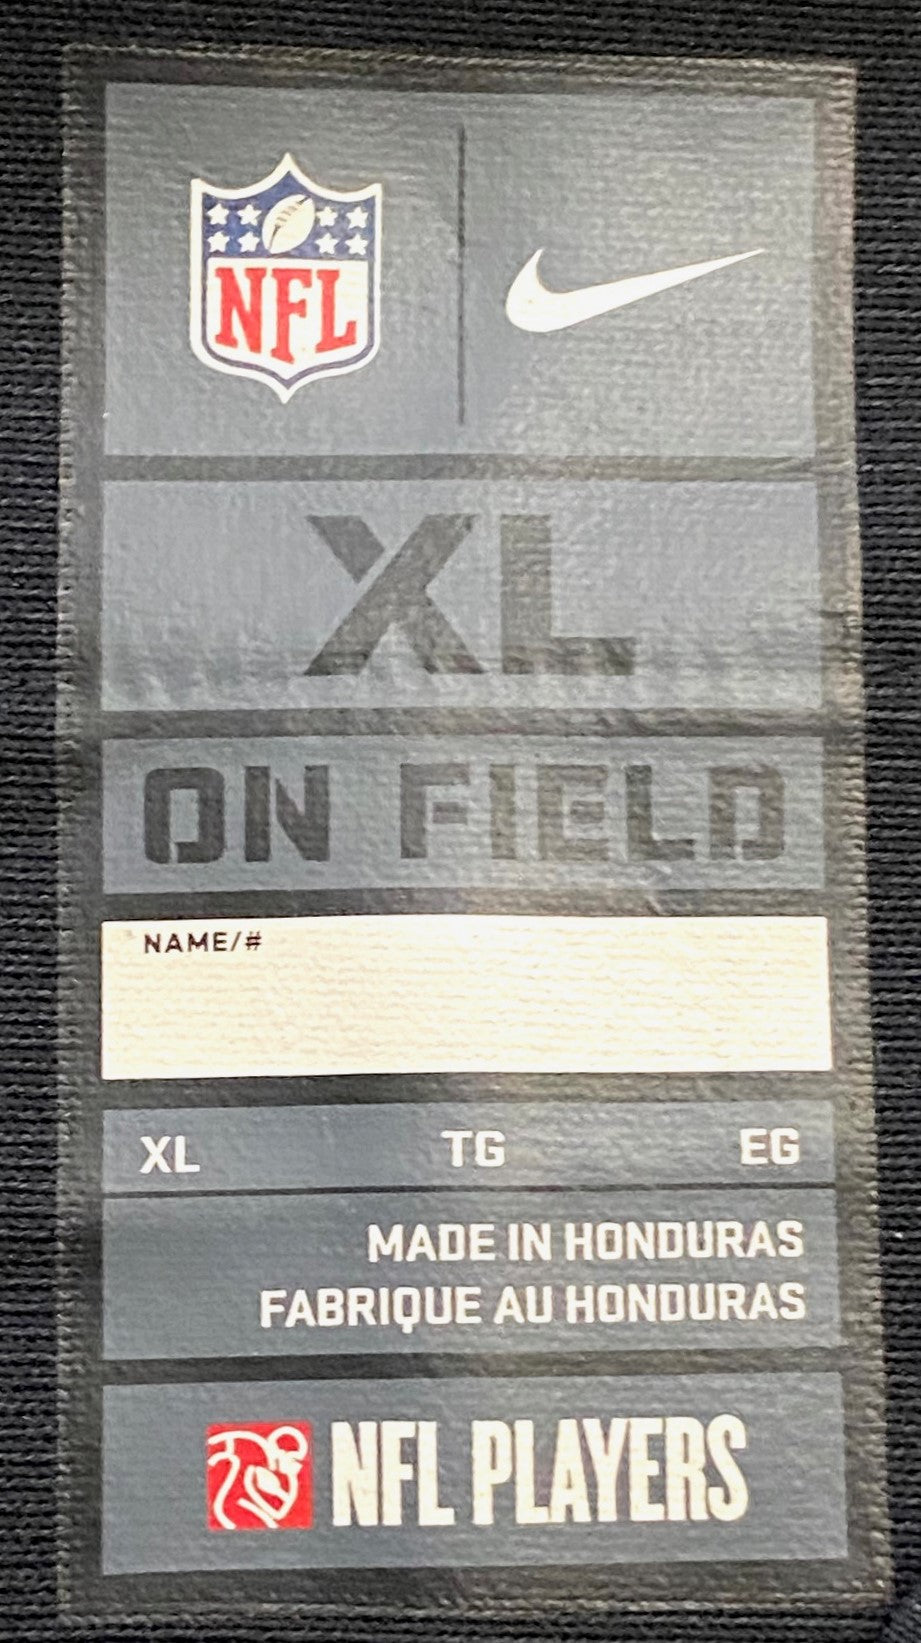 NFL
XL
ON FIELD
NAME/#
XL TG EG
MADE IN HONDURAS
FABRIQUE AU HONDURAS
NFL PLAYERS